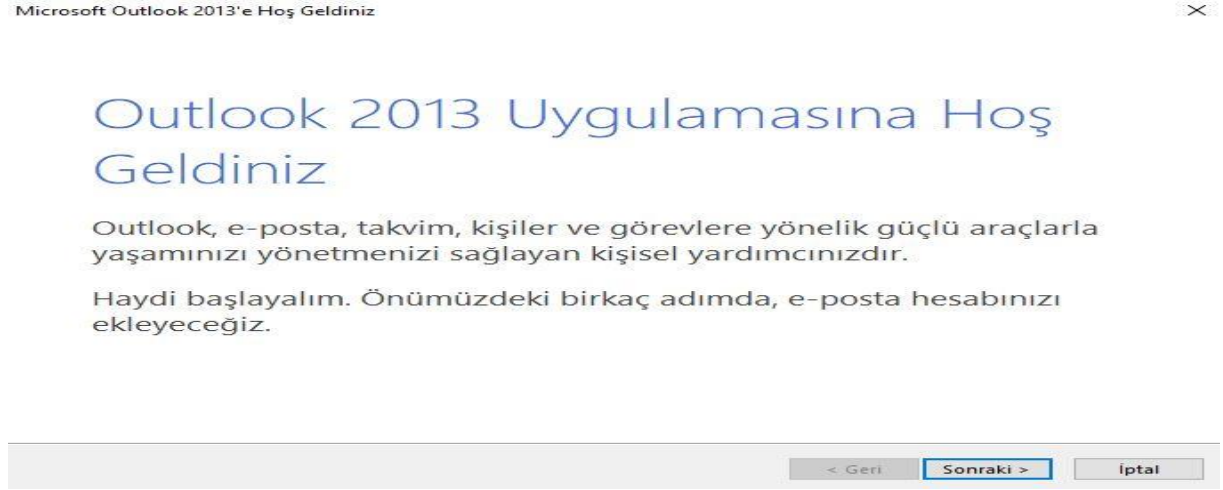 Microsoft Outlook 2013'e Hoş Geldiniz
Outlook 2013 Uygulamasına Hoş
Geldiniz
Outlook, e-posta, takvim, kişiler ve görevlere yönelik güçlü araçlarla
yaşamınızı yönetmenizi sağlayan kişisel yardımcınızdır.
Haydi başlayalım. Önümüzdeki birkaç adımda, e-posta hesabınızı
ekleyeceğiz.
< Geri Sonraki > İptal